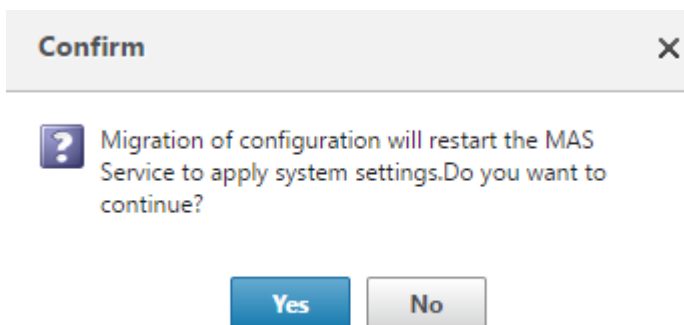 Confirm
Migration of configuration will restart the MAS
Service to apply system settings.Do you want to
continue?
Yes
No